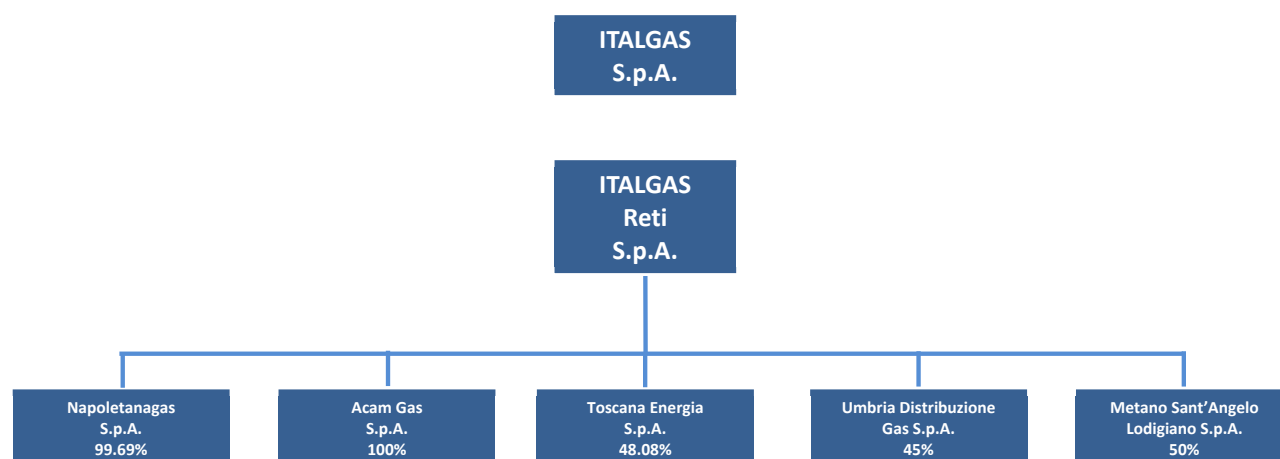 ITALGAS
S.p.A.
ITALGAS
Reti
S.p.A.
Napoletanagas
S.p.A.
99.69%
Acam Gas
S.p.A.
100%
Toscana Energia
S.p.A.
48.08%
Umbria Distribuzione
Gas S.p.A.
45%
Metano Sant’Angelo
Lodigiano S.p.A.
50%